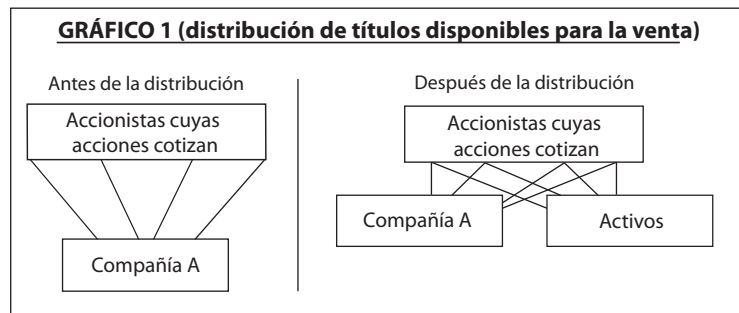 GRÁFICO 1 (distribución de títulos disponibles para la venta)
Antes de la distribución
Accionistas cuyas
acciones cotizan
Compañía A
Después de la distribución
Accionistas cuyas
acciones cotizan
Compañía A
Activos